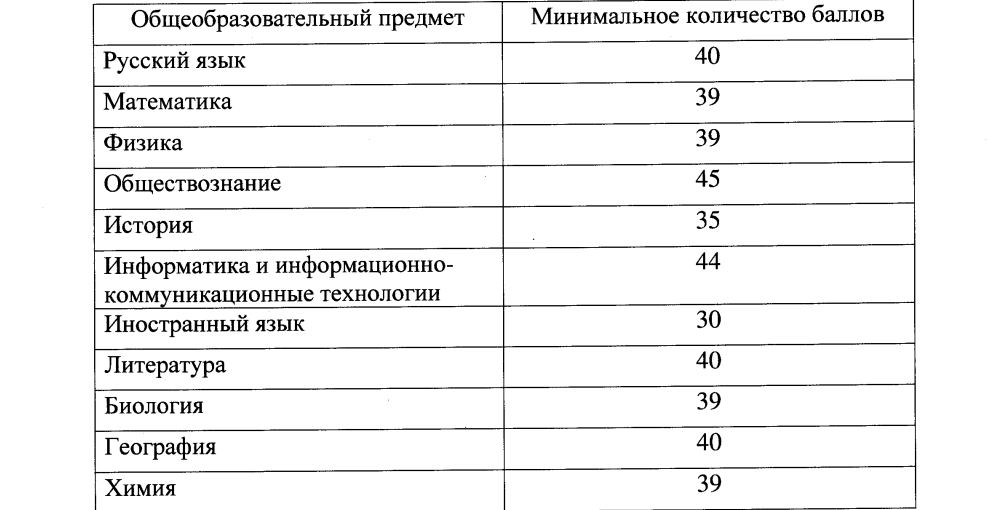 Общеобразовательный предмет Минимальное количество баллов
Русский язык 40
Математика 39
Физика 39
Обществознание 45
История 35
Информатика и информационно- 44
коммуникационные технологии
Иностранный язык 30
Литература 40
Биология 39
География 40
Химия 39